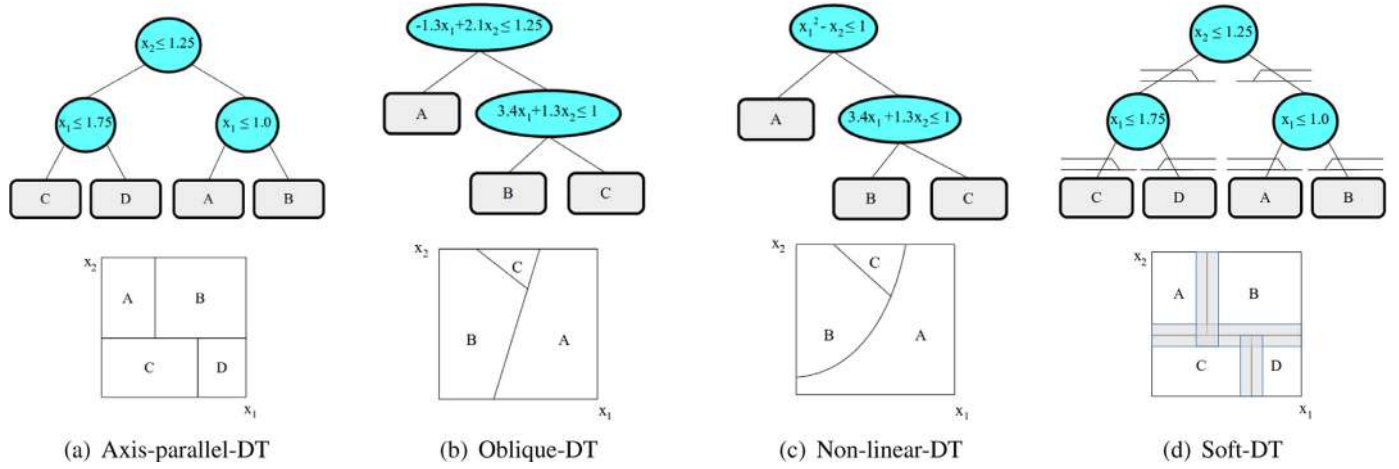 x₂ ≤ 1.25
x₁ ≤ 1.75
x₁ ≤ 1.0
C
D
A
B
x₂
A
B
C
D
x₁
(a) Axis-parallel-DT
-1.3x₁+2.1x₂ ≤ 1.25
A
3.4x₁+1.3x₂ ≤ 1
B
C
x₂
C
B
A
x₁
(b) Oblique-DT
x₁² - x₂ ≤ 1
A
3.4x₁+1.3x₂ ≤ 1
B
C
x₂
C
B
A
x₁
(c) Non-linear-DT
x₂ ≤ 1.25
x₁ ≤ 1.75
x₁ ≤ 1.0
C
D
A
B
x₂
A
B
C
D
x₁
(d) Soft-DT